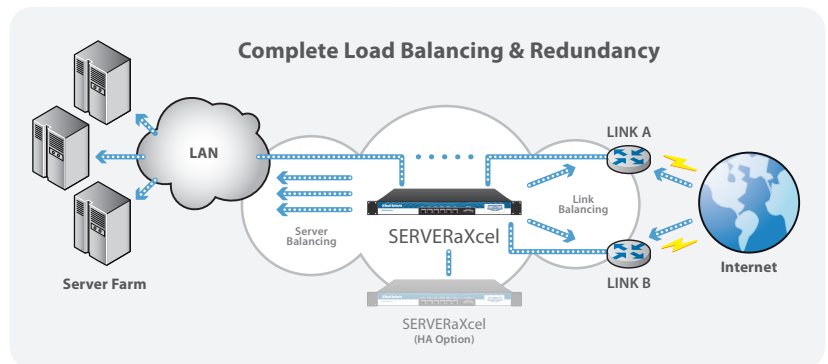 Complete Load Balancing & Redundancy
LINK A
LAN
Link
Balancing
Server
Balancing
SERVERaXcel
Server Farm
Internet
LINK B
SERVERaXcel
(HA Option)